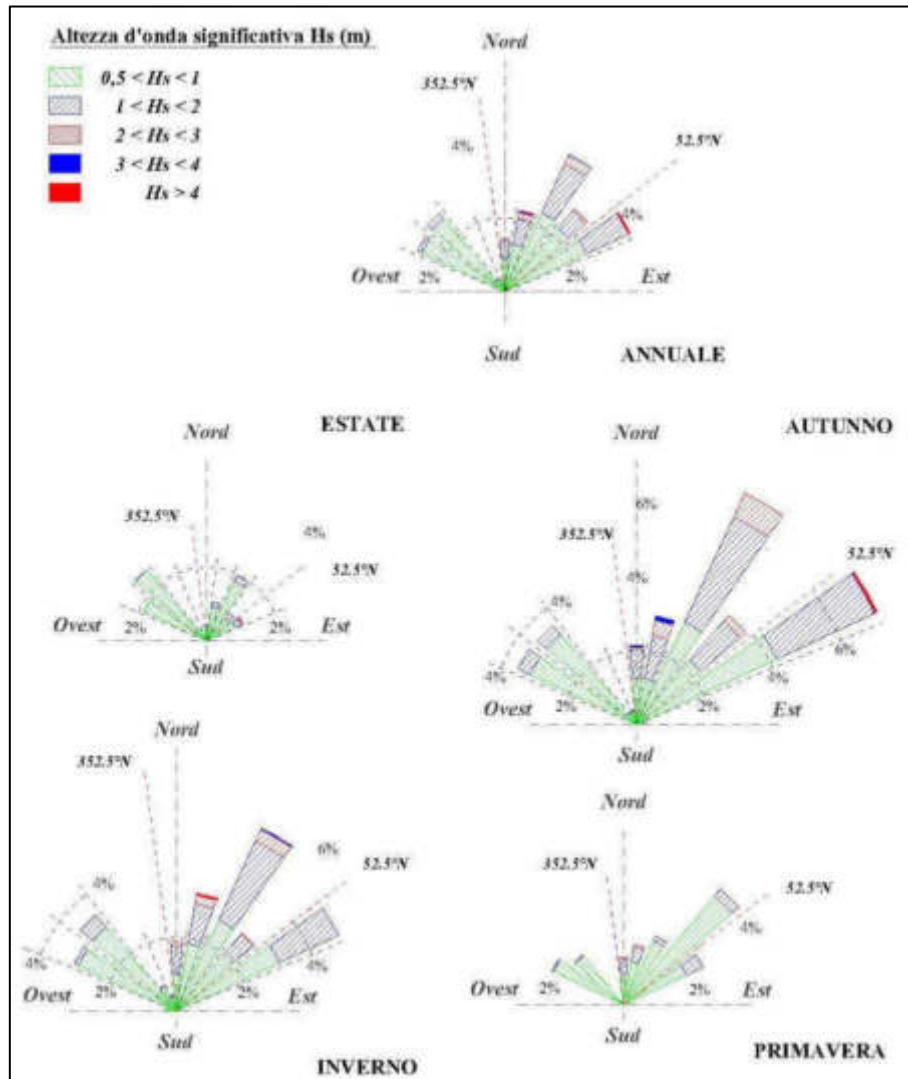 Altezza d'onda significativa Hs (m)
0,5 < Hs < 1
1 < Hs < 2
2 < Hs < 3
3 < Hs < 4
Hs > 4
Nord
352.5°N
4%
52.5°N
4%
Ovest
2%
2%
Est
Sud
ANNUALE
ESTATE
Nord
352.5°N
4%
52.5°N
Ovest
2%
2%
Est
Sud
AUTUNNO
Nord
6%
352.5°N
52.5°N
4%
4%
6%
4%
4%
Ovest
2%
2%
Est
Sud
Nord
352.5°N
6%
52.5°N
4%
4%
4%
Ovest
2%
2%
Est
Sud
INVERNO
Nord
352.5°N
52.5°N
4%
Ovest
2%
2%
Est
Sud
PRIMAVERA